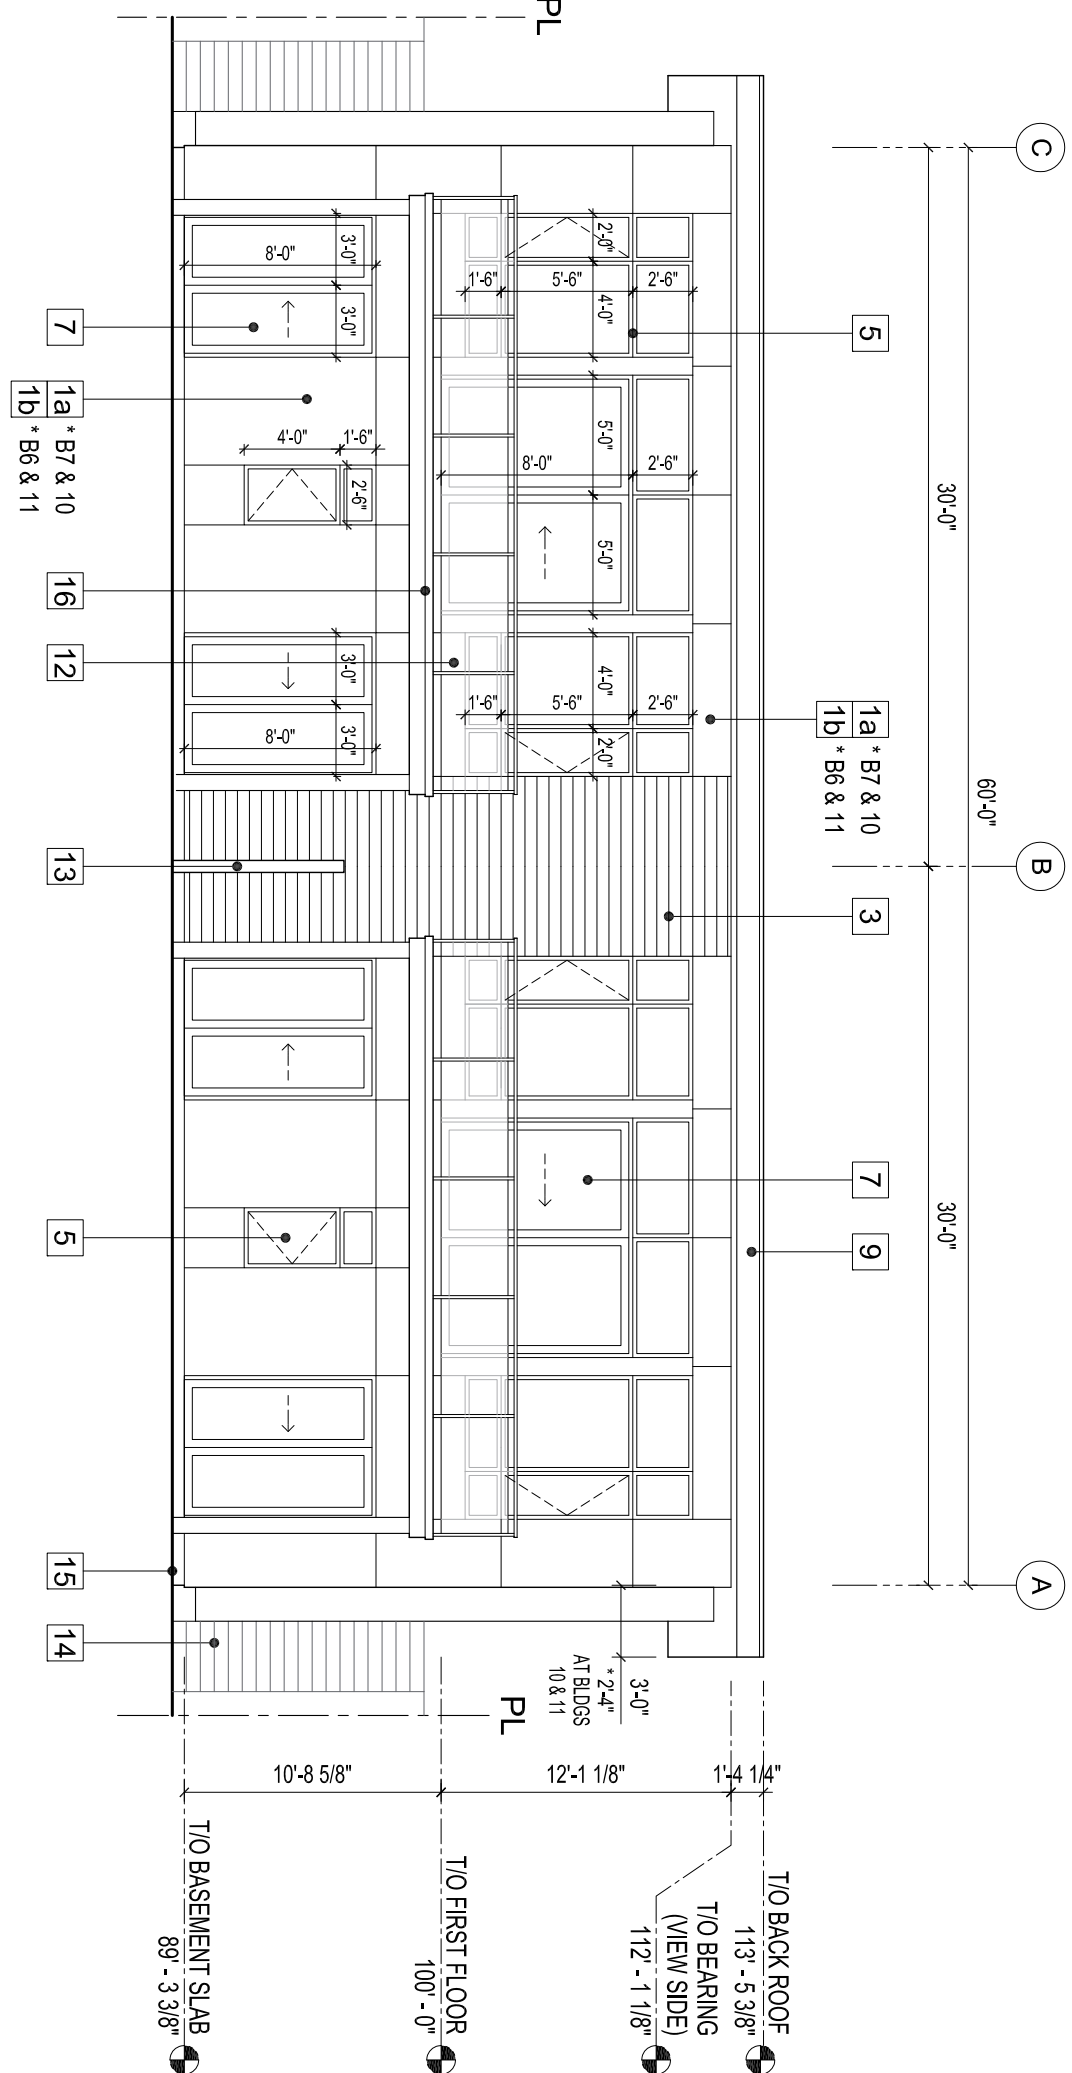 C
B
A
60'-0"
30'-0"
30'-0"
5
1a * B7 & 10
1b * B6 & 11
3
7
9
2'-0"
4'-0"
5'-0"
5'-0"
4'-0"
2'-0"
2'-6"
5'-6"
1'-6"
2'-6"
8'-0"
2'-6"
5'-6"
1'-6"
3'-0"
3'-0"
8'-0"
4'-0"
1'-6"
2'-6"
3'-0"
3'-0"
8'-0"
3'-0"
* 2'-4"
AT BLDGS
10 & 11
PL
PL
1'-4 1/4"
12'-1 1/8"
10'-8 5/8"
T/O BACK ROOF
113' - 5 3/8"
T/O BEARING
(VIEW SIDE)
112' - 1 1/8"
T/O FIRST FLOOR
100' - 0"
T/O BASEMENT SLAB
89' - 3 3/8"
7
1a * B7 & 10
1b * B6 & 11
16
12
13
5
15
14